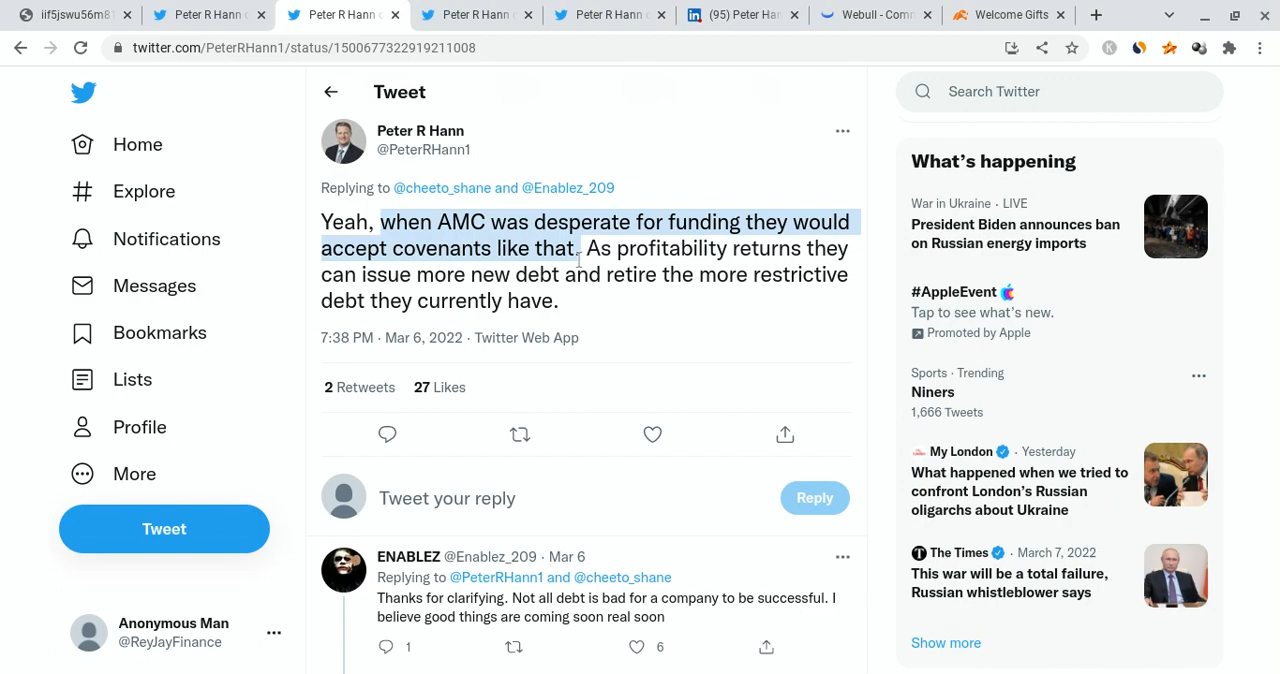 iif5jswu56m81
Peter R Hann
Peter R Hann
Peter R Hann
Peter R Hann
(95) Peter Han
Webull - Comm
Welcome Gifts
twitter.com/PeterRHann1/status/1500677322919211008
Home
Explore
Notifications
Messages
Bookmarks
Lists
Profile
More
Tweet
Anonymous Man
@ReyJayFinance
Tweet
Peter R Hann
@PeterRHann1
Replying to @cheeto_shane and @Enablez_209
Yeah, when AMC was desperate for funding they would
accept covenants like that. As profitability returns they
can issue more new debt and retire the more restrictive
debt they currently have.
7:38 PM · Mar 6, 2022 · Twitter Web App
2 Retweets 27 Likes
Tweet your reply
Reply
ENABLEZ @Enablez_209 · Mar 6
Replying to @PeterRHann1 and @cheeto_shane
Thanks for clarifying. Not all debt is bad for a company to be successful. I
believe good things are coming soon real soon
1
6
Search Twitter
What's happening
War in Ukraine · LIVE
President Biden announces ban
on Russian energy imports
#AppleEvent
Tap to see what's new.
Promoted by Apple
Sports · Trending
Niners
1,666 Tweets
My London · Yesterday
What happened when we tried to
confront London's Russian
oligarchs about Ukraine
The Times · March 7, 2022
This war will be a total failure,
Russian whistleblower says
Show more